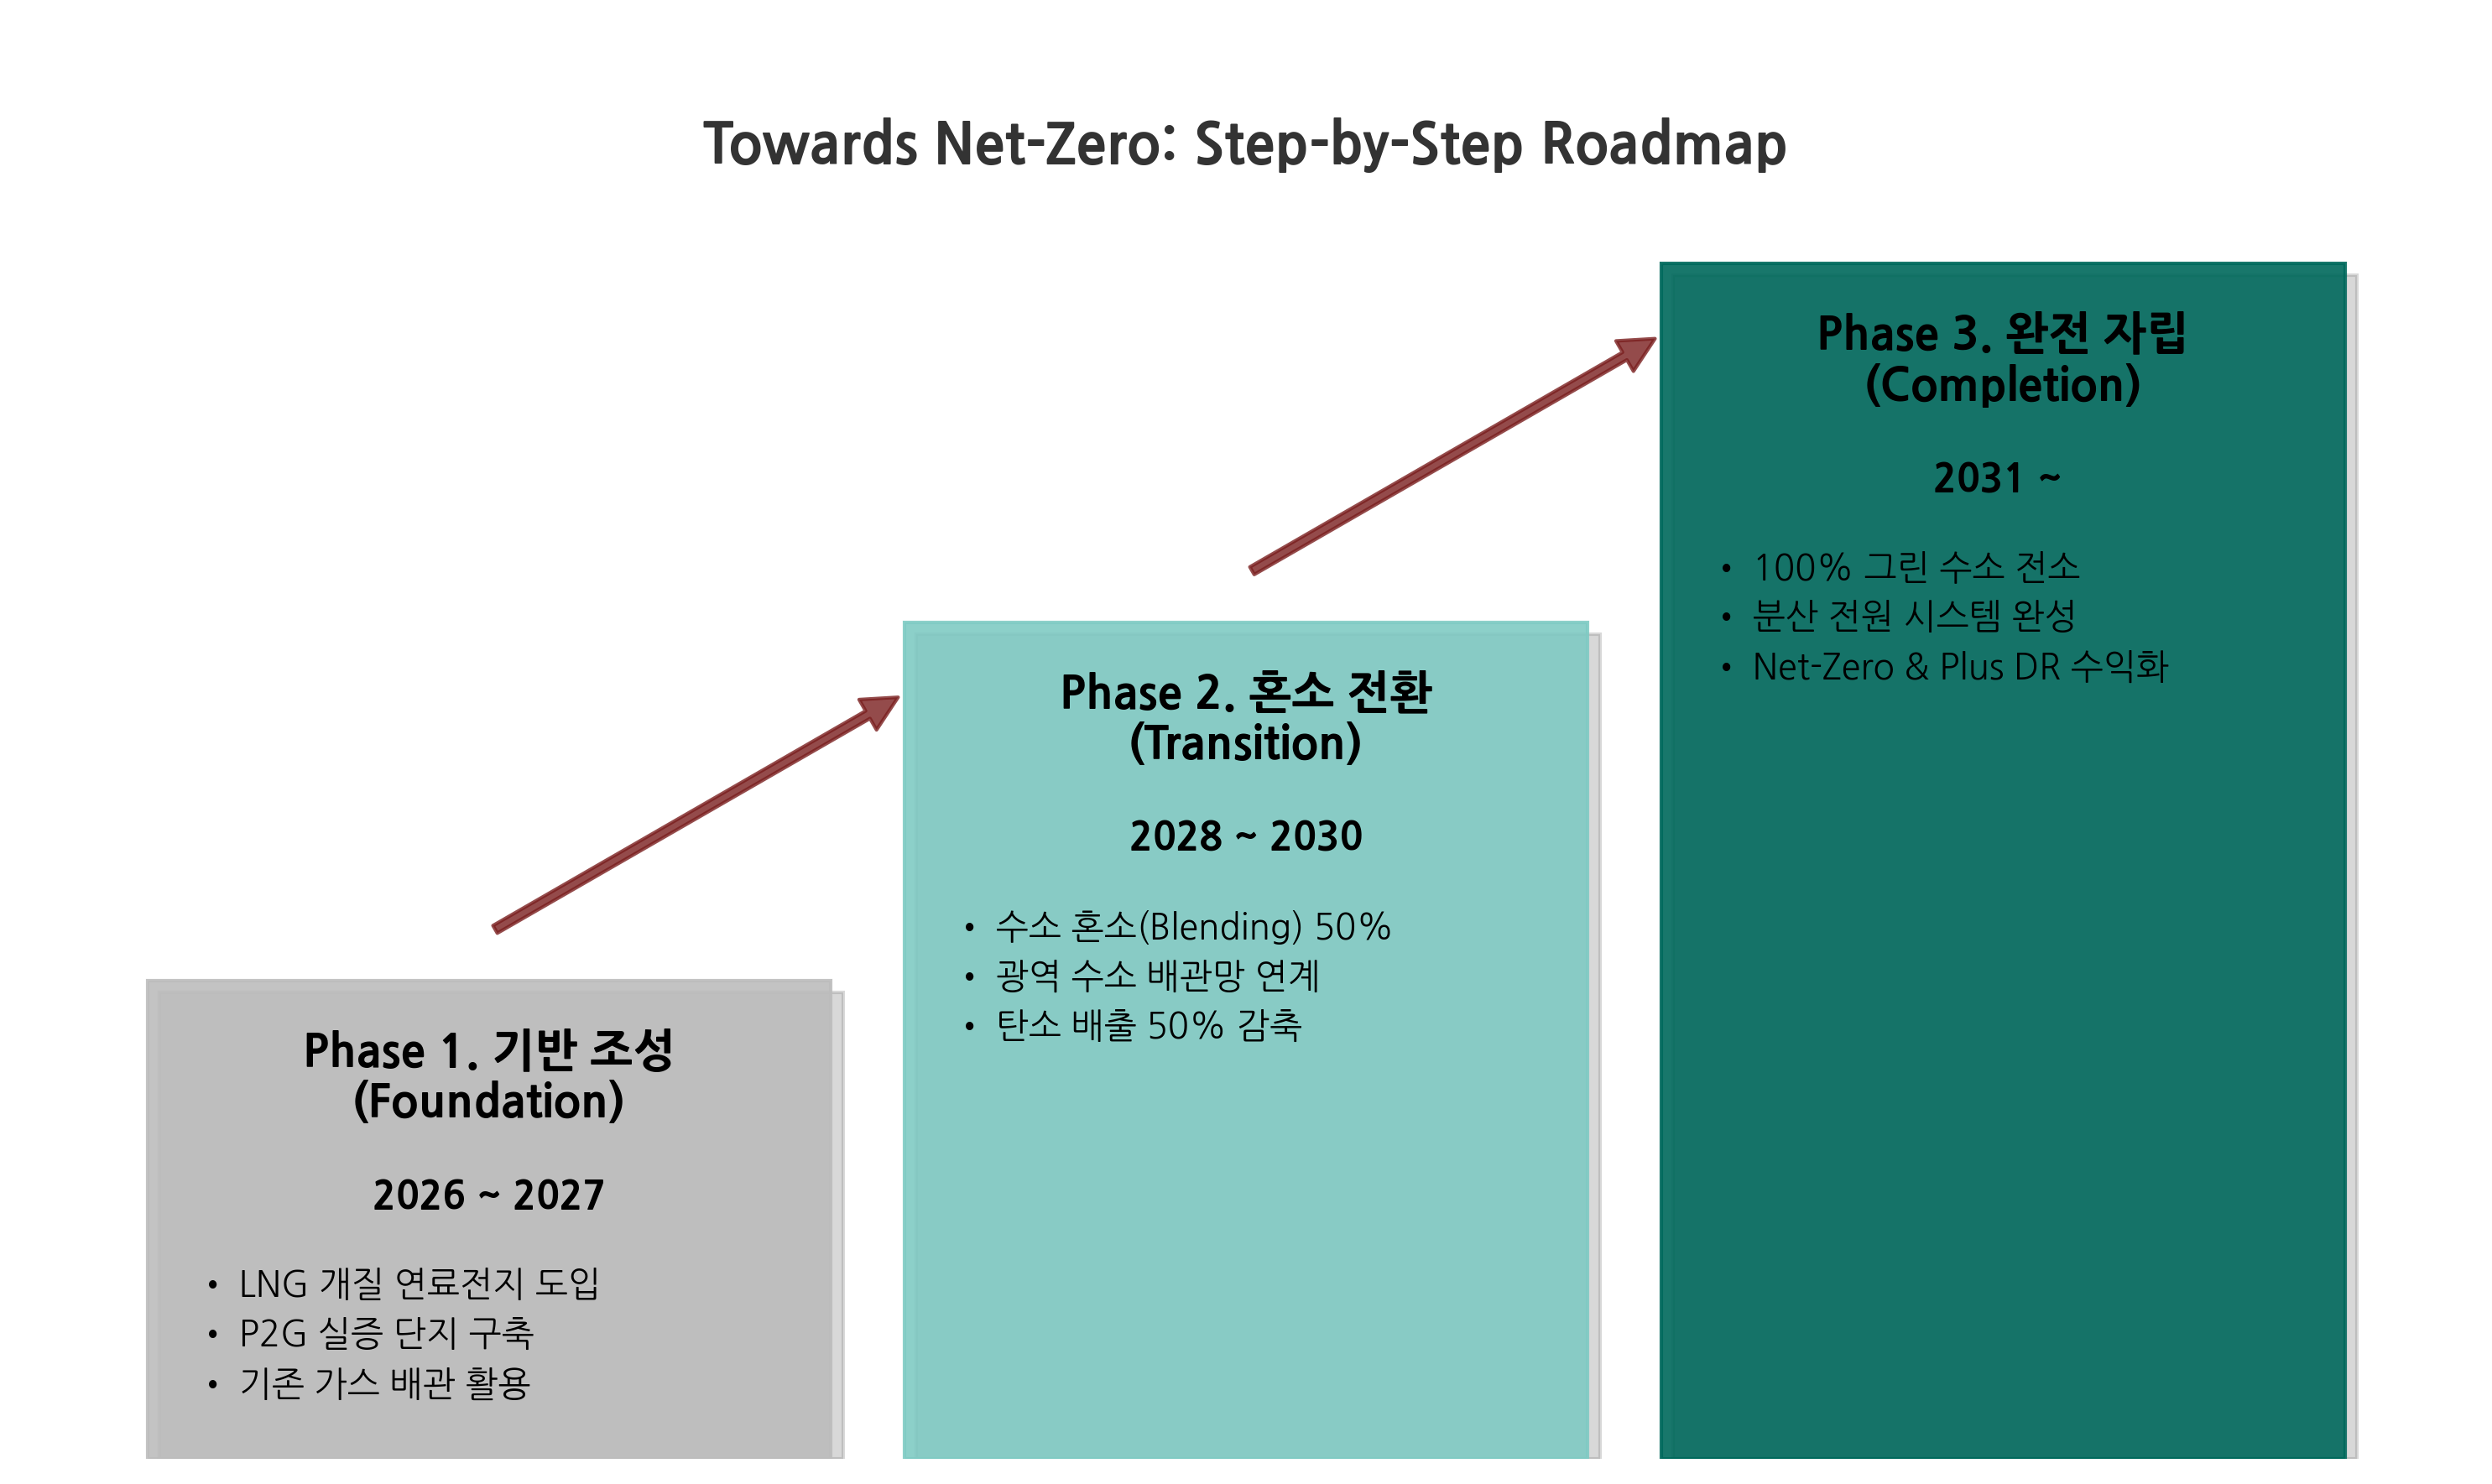 Towards Net-Zero: Step-by-Step Roadmap
Phase 1. 기반 조성
(Foundation)
2026 ~ 2027
• LNG 개질 연료전지 도입
• P2G 실증 단지 구축
• 기존 가스 배관 활용
Phase 2. 혼소 전환
(Transition)
2028 ~ 2030
• 수소 혼소(Blending) 50%
• 광역 수소 배관망 연계
• 탄소 배출 50% 감축
Phase 3. 완전 자립
(Completion)
2031 ~
• 100% 그린 수소 전소
• 분산 전원 시스템 완성
• Net-Zero & Plus DR 수익화